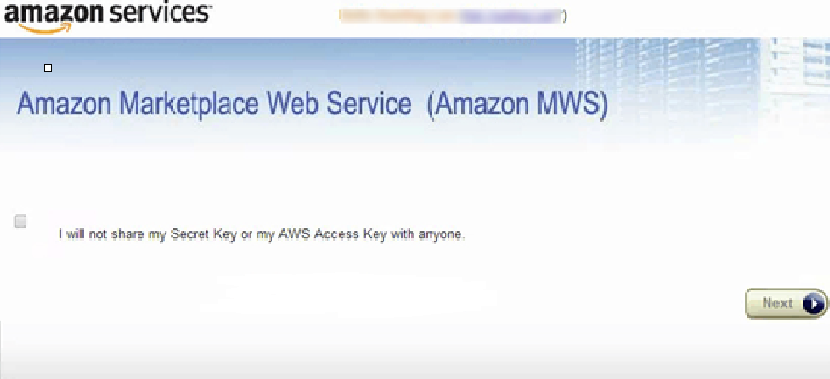 amazon services
Amazon Marketplace Web Service (Amazon MWS)
I will not share my Secret Key or my AWS Access Key with anyone.
Next